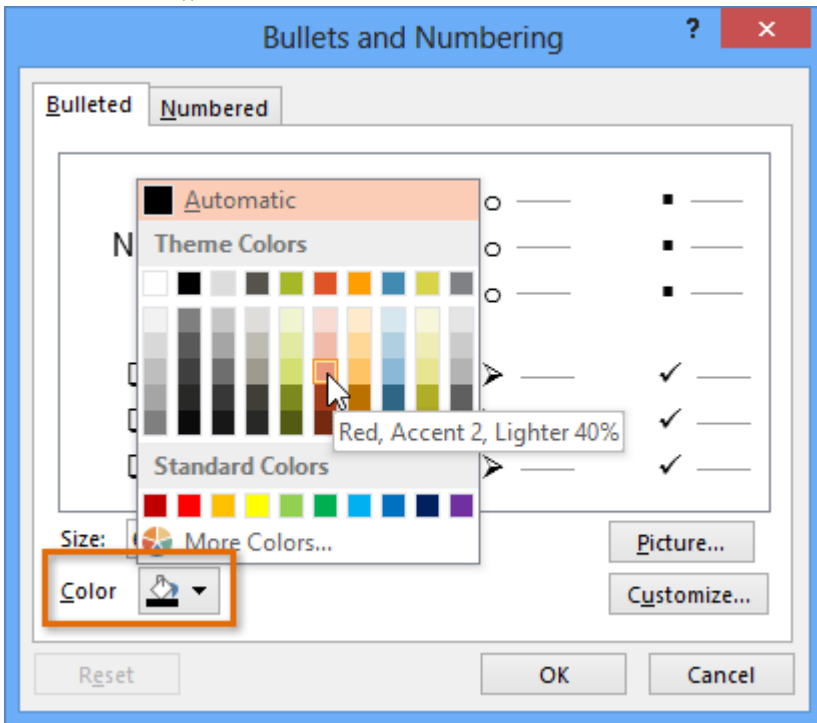 Bullets and Numbering ?
Bulleted Numbered
Automatic
N Theme Colors
Red, Accent 2, Lighter 40%
Standard Colors
Size: More Colors... Picture...
Color Customize...
Reset OK Cancel